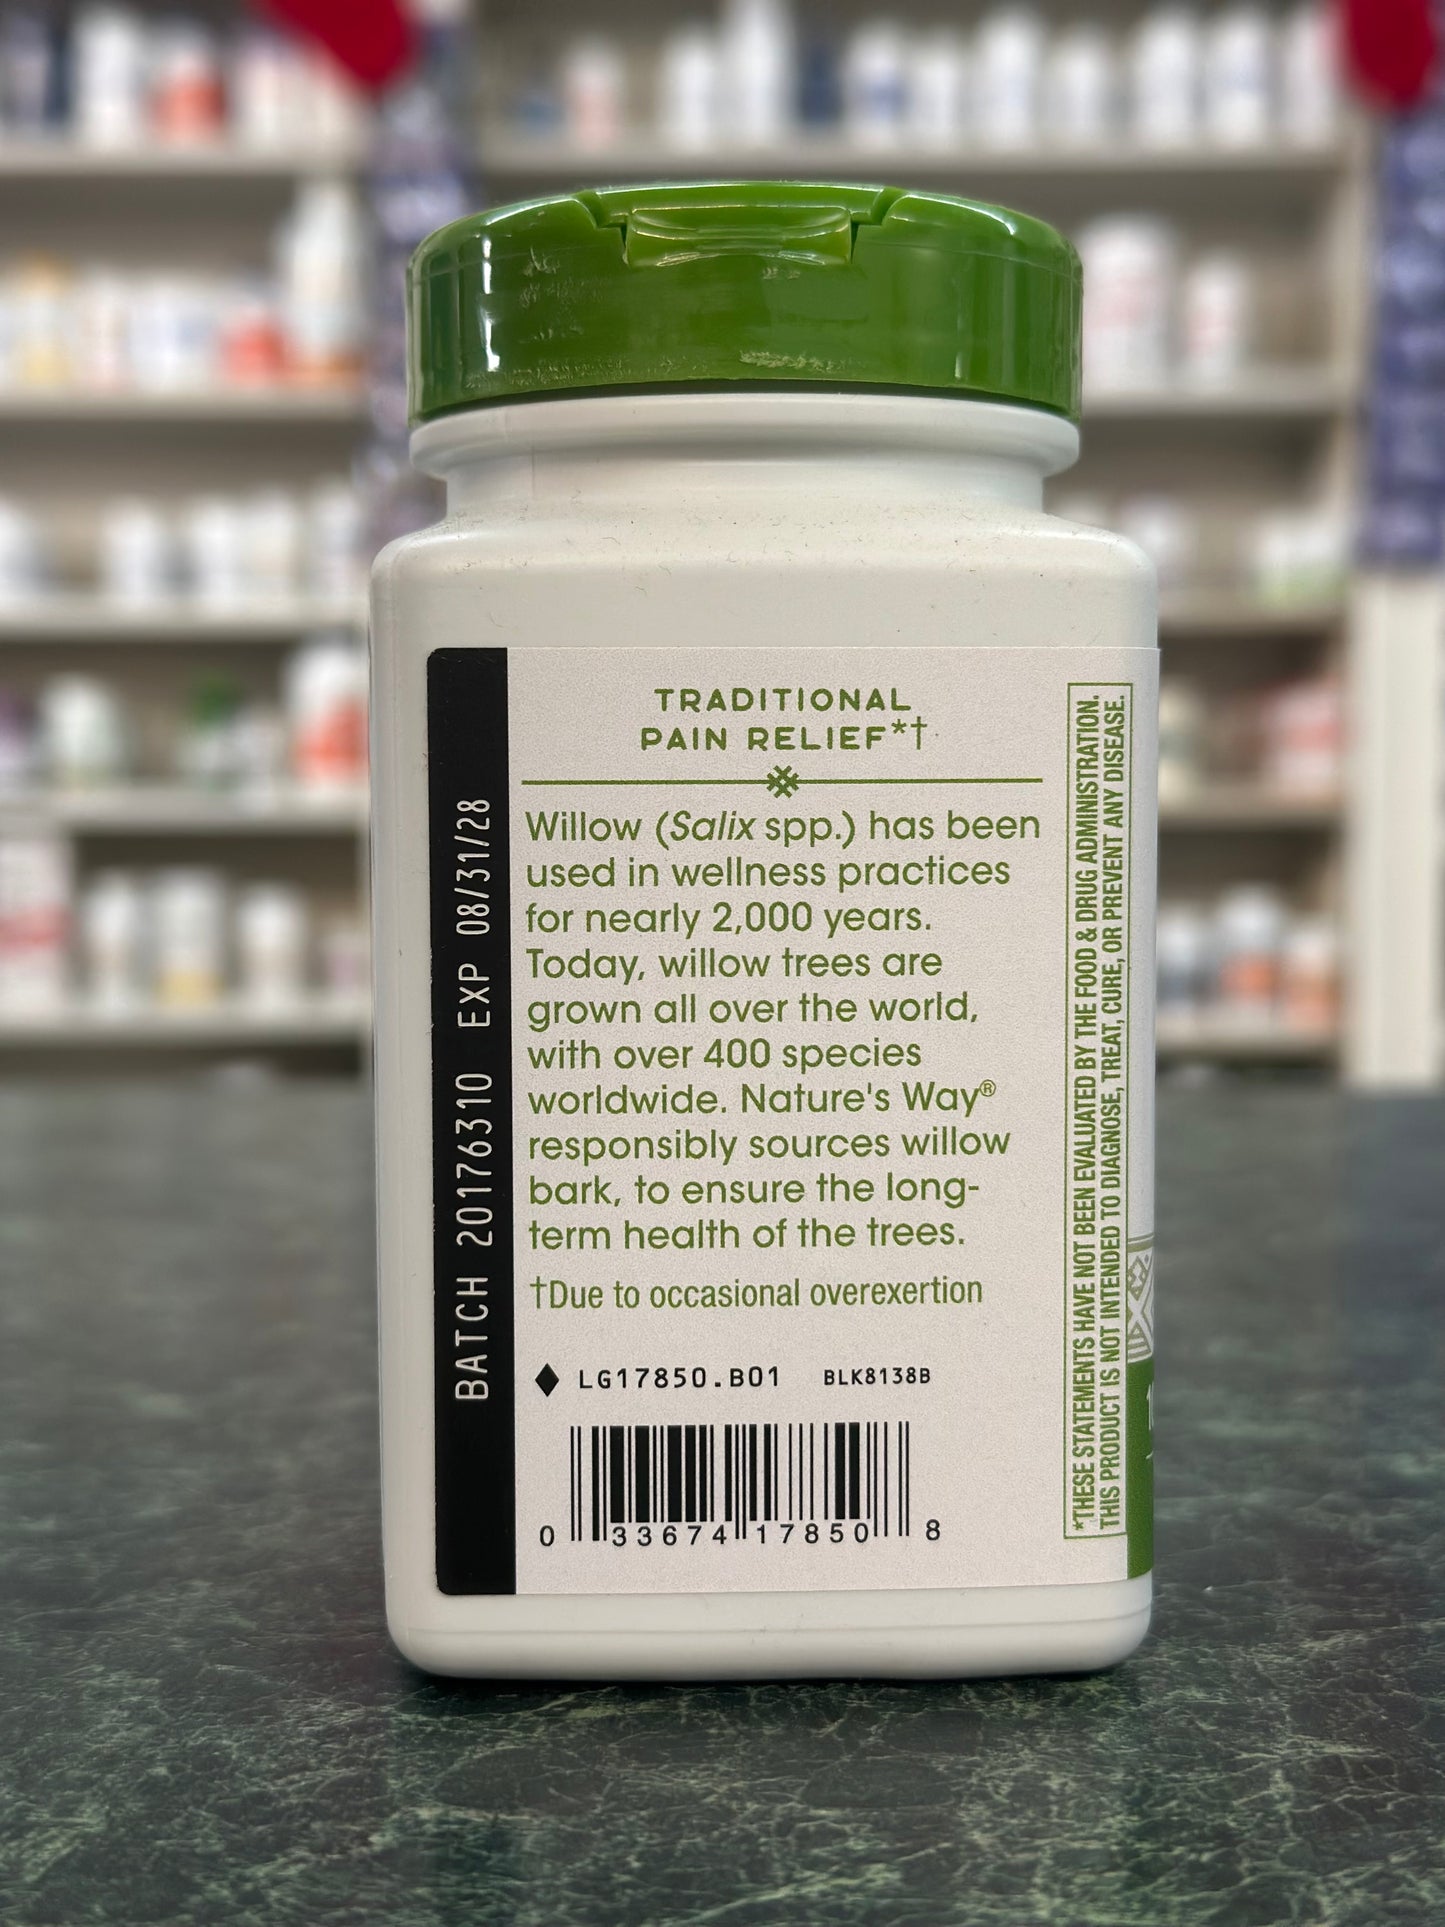 BATCH 20176310 EXP 08/31/28
TRADITIONAL
PAIN RELIEF*†
Willow (Salix spp.) has been
used in wellness practices
for nearly 2,000 years.
Today, willow trees are
grown all over the world,
with over 400 species
worldwide. Nature's Way®
responsibly sources willow
bark, to ensure the long-
term health of the trees.
†Due to occasional overexertion
LG17850.B01 BLK8138B
0 33674 17850 8
*THESE STATEMENTS HAVE NOT BEEN EVALUATED BY THE FOOD & DRUG ADMINISTRATION.
THIS PRODUCT IS NOT INTENDED TO DIAGNOSE, TREAT, CURE, OR PREVENT ANY DISEASE.